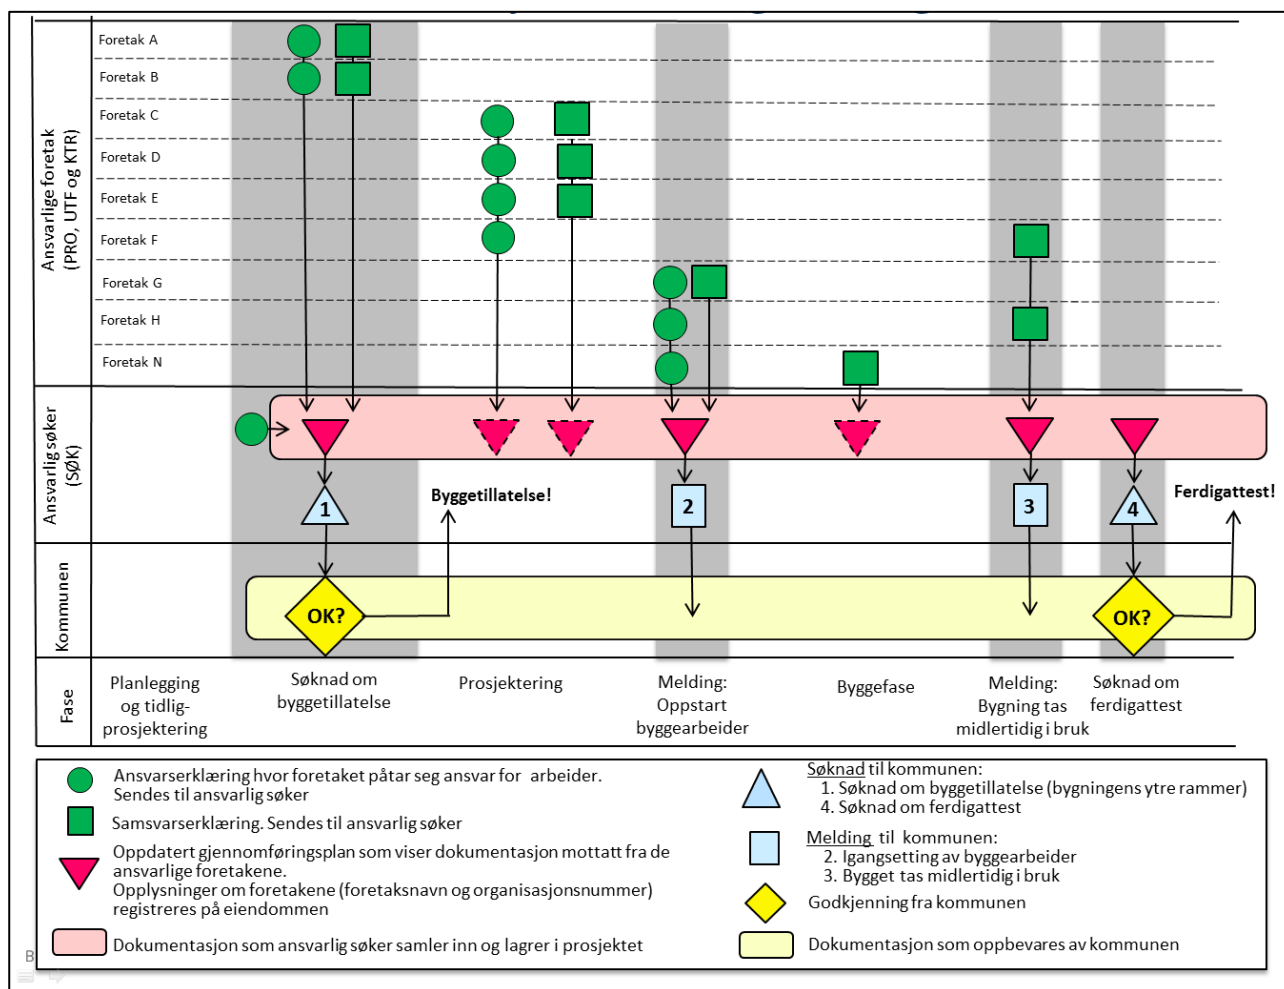 Ansvarlige foretak
(PRO, UTF og KTR)
Foretak A
Foretak B
Foretak C
Foretak D
Foretak E
Foretak F
Foretak G
Foretak H
Foretak N
Ansvarlig søker
(SØK)
1
Byggetillatelse!
2
3
4
Ferdigattest!
Kommunen
OK?
OK?
Fase
Planlegging
og tidlig-
prosjektering
Søknad om
byggetillatelse
Prosjektering
Melding:
Oppstart
byggearbeider
Byggefase
Melding:
Bygning tas
midlertidig i bruk
Søknad om
ferdigattest
Ansvarserklæring hvor foretaket påtar seg ansvar for arbeider.
Sendes til ansvarlig søker
Samsvarserklæring. Sendes til ansvarlig søker
Oppdatert gjennomføringsplan som viser dokumentasjon mottatt fra de
ansvarlige foretakene.
Opplysninger om foretakene (foretaksnavn og organisasjonsnummer)
registreres på eiendommen
Dokumentasjon som ansvarlig søker samler inn og lagrer i prosjektet
Søknad til kommunen:
1. Søknad om byggetillatelse (bygningens ytre rammer)
4. Søknad om ferdigattest
Melding til kommunen:
2. Igangsetting av byggearbeider
3. Bygget tas midlertidig i bruk
Godkjenning fra kommunen
Dokumentasjon som oppbevares av kommunen
B